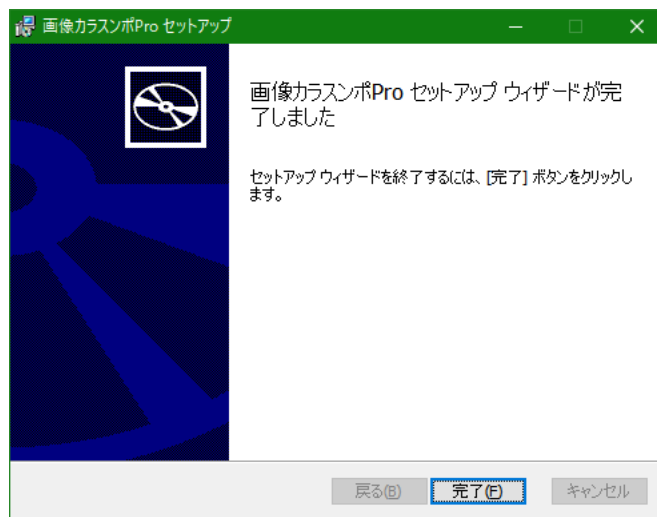 画像カラスンポPro セットアップ
画像カラスンポPro セットアップ ウィザードが完
了しました
セットアップ ウィザードを終了するには、[完了] ボタンをクリックし
ます。
戻る(B) 完了(F) キャンセル